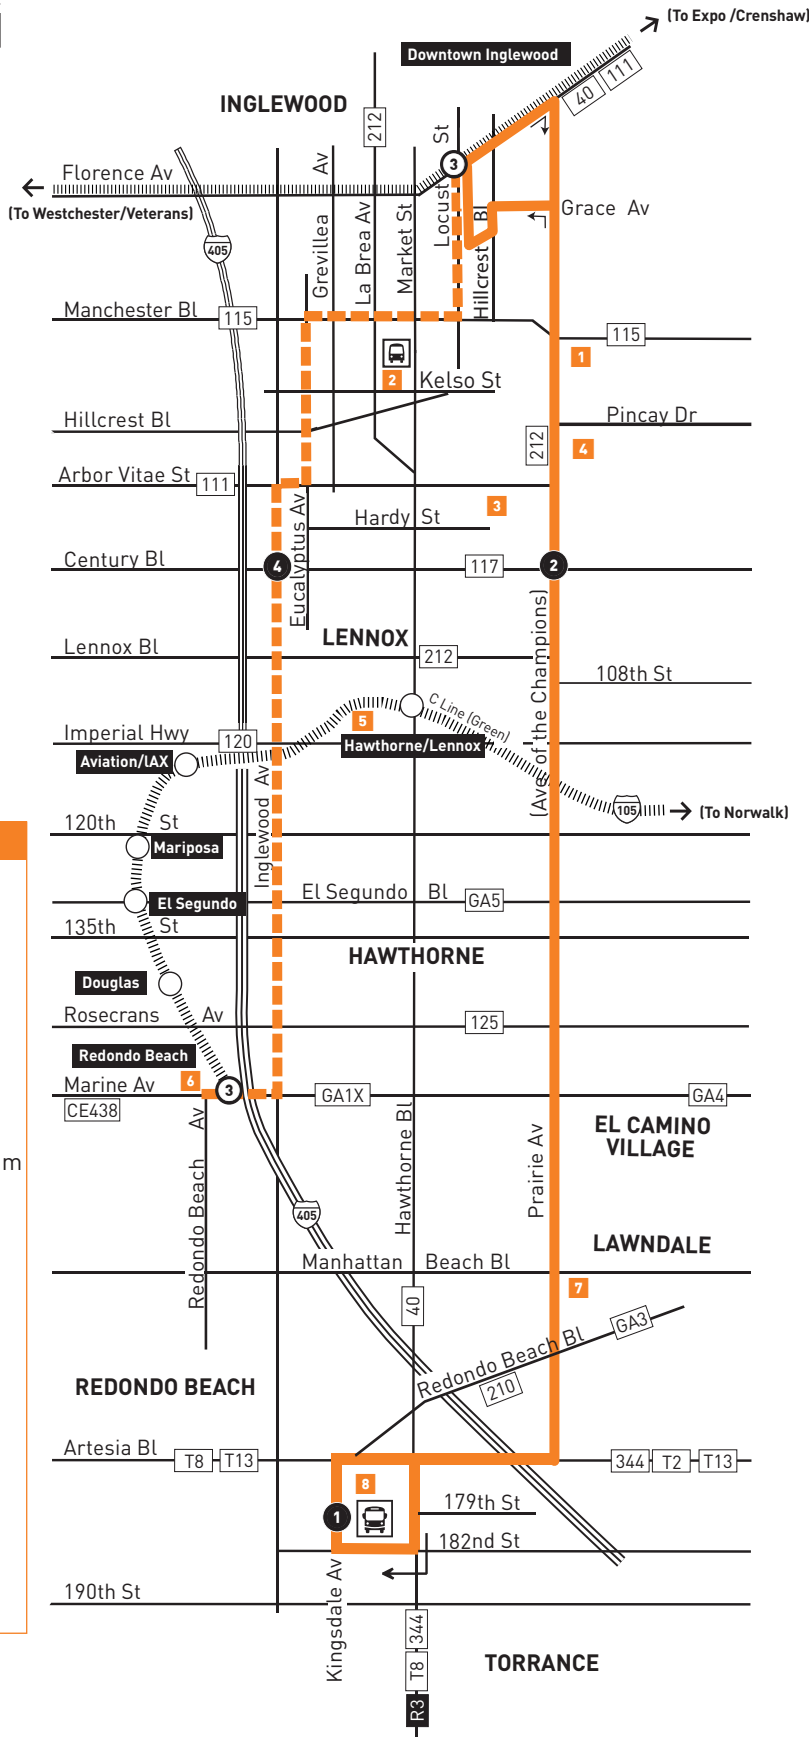 (To Expo /Crenshaw)
Downtown Inglewood
40
111
INGLEWOOD
212
St
3
Florence Av
Av
(To Westchester/Veterans)
Grevillea
La Brea Av
Market St
Locust
Hillcrest Bl
Grace Av
405
Manchester Bl
115
115
1
2
Kelso St
Hillcrest Bl
Pincay Dr
212
4
Arbor Vitae St
111
Eucalyptus Av
3
Hardy St
Century Bl
4
117
2
LENNOX
Lennox Bl
212
(Ave. of the Champions)
108th St
5
C Line (Green)
Imperial Hwy
120
Hawthorne/Lennox
Aviation/lAX
Inglewood Av
105
(To Norwalk)
120th St
Mariposa
El Segundo
El Segundo Bl
GA5
135th St
HAWTHORNE
Douglas
Rosecrans Av
125
Redondo Beach
Marine Av
6
3
GA1X
GA4
CE438
Redondo Beach Av
Hawthorne Bl
Prairie Av
EL CAMINO
VILLAGE
m
405
LAWNDALE
Manhattan Beach Bl
7
40
GA3
Redondo Beach Bl
210
REDONDO BEACH
Artesia Bl
T8
T13
344
T2
T13
8
1
179th St
182nd St
Kingsdale Av
190th St
344
T8
R3
TORRANCE